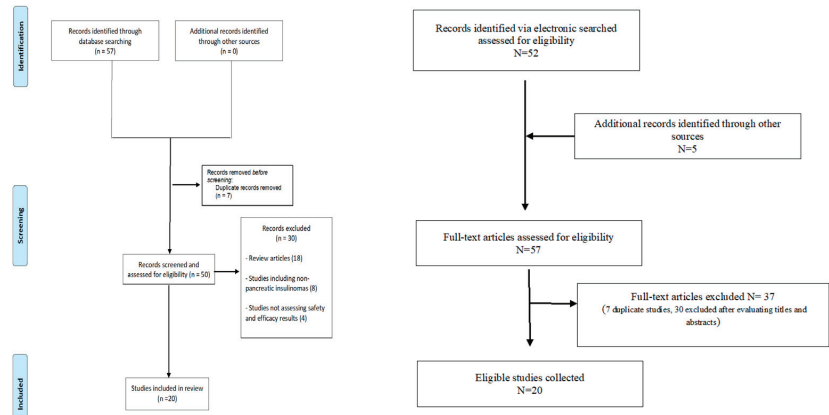 Identification
Records identified through
database searching
(n = 57)
Additional records identified
through other sources
(n = 0)
Records removed before
screening:
Duplicate records removed
(n = 7)
Screening
Records screened and
assessed for eligibility (n = 50)
Records excluded
(n = 30)
- Review articles (18)
- Studies including non-
pancreatic insulinomas (8)
- Studies not assessing safety
and efficacy results (4)
Included
Studies included in review
(n =20)
Records identified via electronic searched
assessed for eligibility
N=52
Additional records identified through other
sources
N=5
Full-text articles assessed for eligibility
N=57
Full-text articles excluded N= 37
(7 duplicate studies, 30 excluded after evaluating titles and
abstracts)
Eligible studies collected
N=20